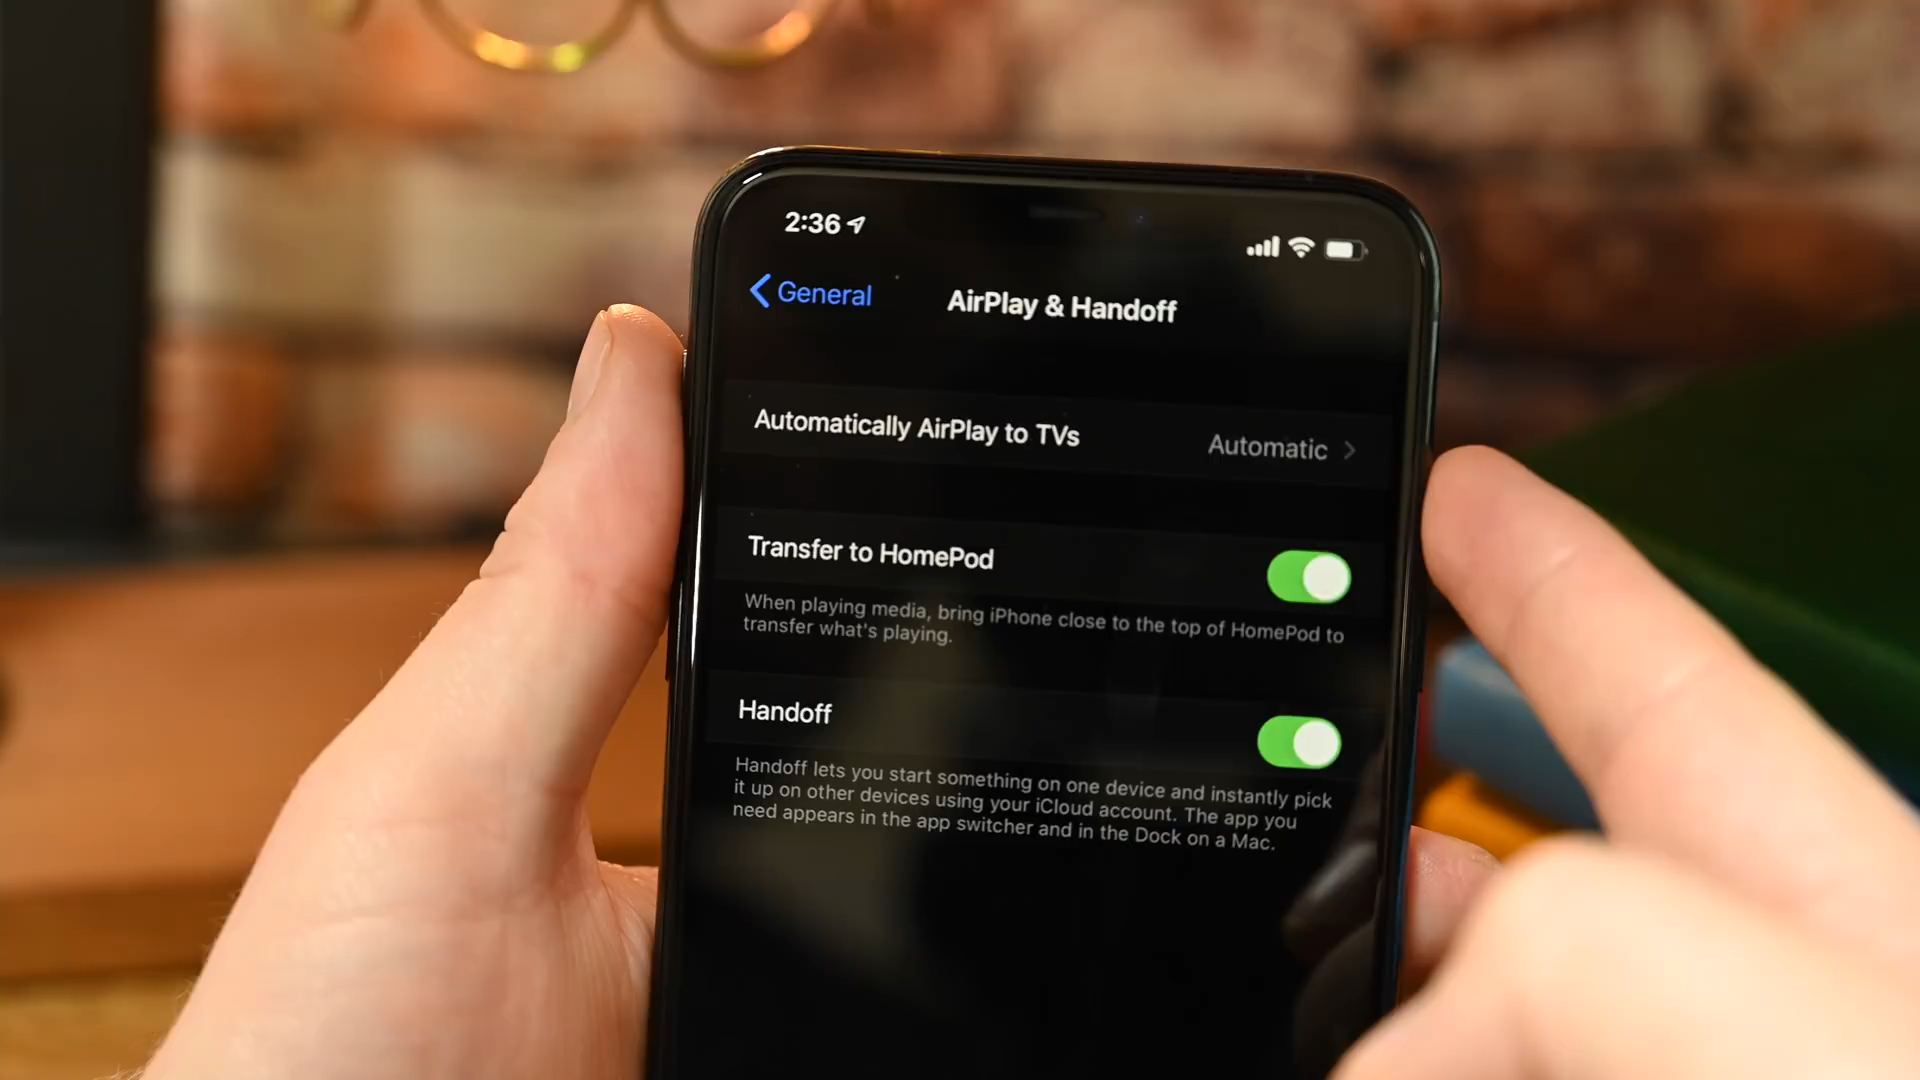 2:36
General
AirPlay & Handoff
Automatically AirPlay to TVs Automatic
Transfer to HomePod
When playing media, bring iPhone close to the top of HomePod to
transfer what's playing.
Handoff
Handoff lets you start something on one device and instantly pick
it up on other devices using your iCloud account. The app you
need appears in the app switcher and in the Dock on a Mac.